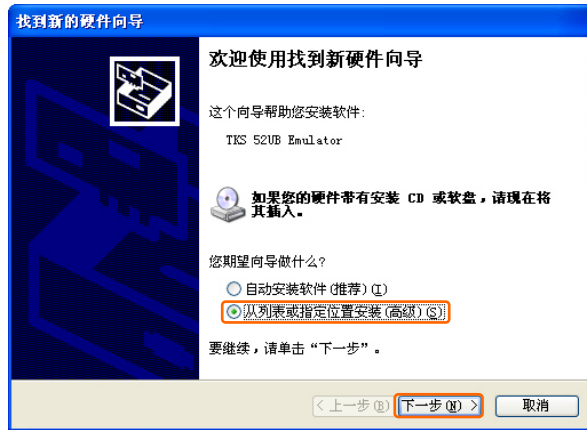 找到新的硬件向导
欢迎使用找到新硬件向导
这个向导帮助您安装软件:
TKS 52UB Emulator
如果您的硬件带有安装 CD 或软盘，请现在将
其插入。
您期望向导做什么?
自动安装软件(推荐)(I)
从列表或指定位置安装(高级)(S)
要继续，请单击“下一步”。
< 上一步(B) 下一步(N) > 取消